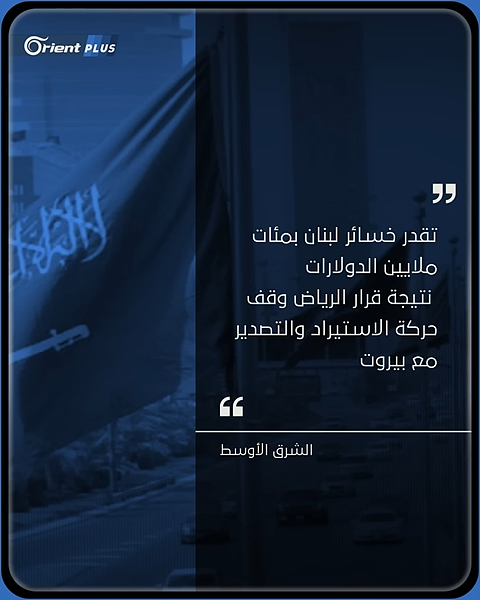 Orient PLUS
”
تقدر خسائر لبنان بمئات
ملايين الدولارات
نتيجة قرار الرياض وقف
حركة الاستيراد والتصدير
مع بيروت
“
الشرق الأوسط